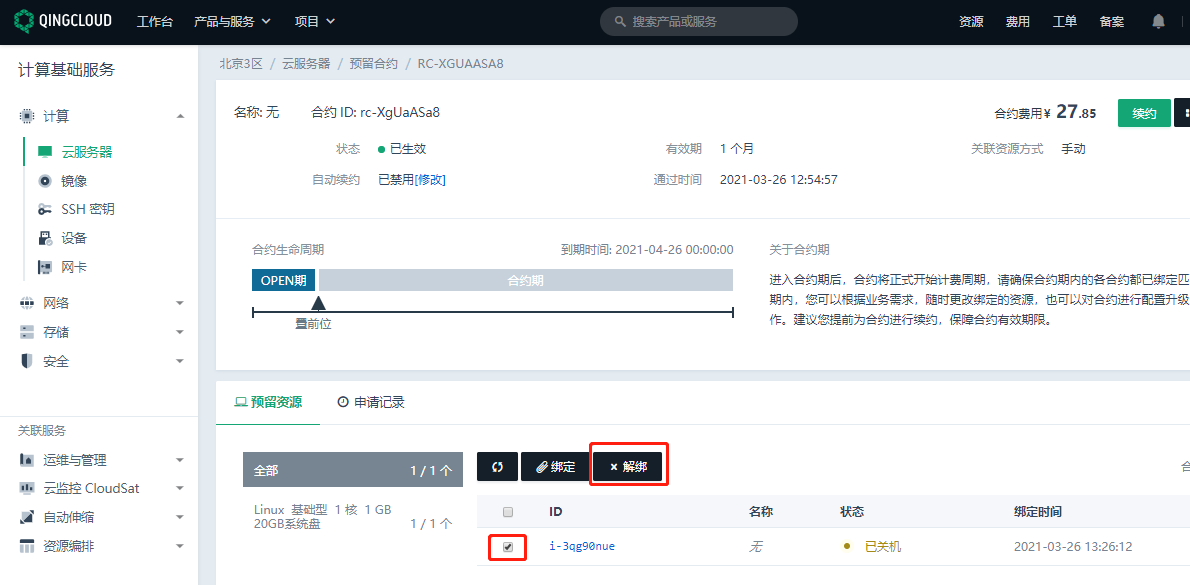 QINGCLOUD 工作台 产品与服务 项目 搜索产品或服务 资源 费用 工单 备案
计算基础服务
计算
云服务器
镜像
SSH 密钥
设备
网卡
网络
存储
安全
关联服务
运维与管理
云监控 CloudSat
自动伸缩
资源编排
北京3区 / 云服务器 / 预留合约 / RC-XGUAASA8
名称: 无 合约 ID: rc-XgUaASa8 合约费用¥ 27.85 续约
状态 已生效 有效期 1 个月 关联资源方式 手动
自动续约 已禁用[修改] 通过时间 2021-03-26 12:54:57
合约生命周期 到期时间: 2021-04-26 00:00:00
OPEN期 合约期
当前位置
关于合约期
进入合约期后，合约将正式开始计费周期，请确保合约期内的各合约都已绑定匹
期内，您可以根据业务需求，随时更改绑定的资源，也可以对合约进行配置升级
作。建议您提前为合约进行续约，保障合约有效期限。
预留资源 申请记录
全部 1 / 1 个
Linux 基础型 1 核 1 GB
20GB系统盘 1 / 1 个
绑定 解绑
合
ID 名称 状态 绑定时间
i-3qg90nue 无 已关机 2021-03-26 13:26:12